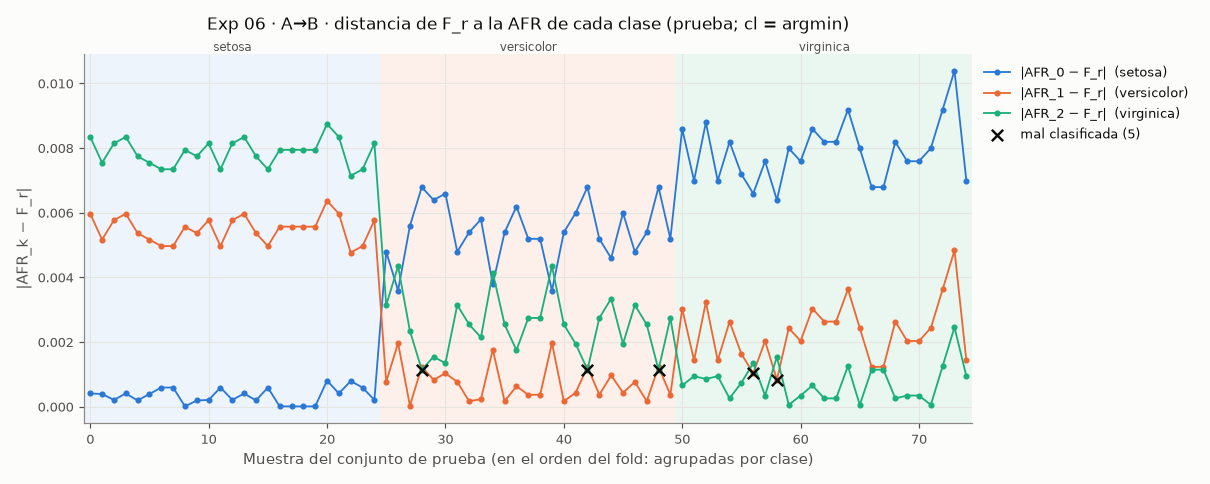 Exp 06 · A→B · distancia de F_r a la AFR de cada clase (prueba; cl = argmin)
setosa
versicolor
virginica
|AFR_0 − F_r| (setosa)
|AFR_1 − F_r| (versicolor)
|AFR_2 − F_r| (virginica)
mal clasificada (5)
|AFR_k − F_r|
0.010
0.008
0.006
0.004
0.002
0.000
0
10
20
30
40
50
60
70
Muestra del conjunto de prueba (en el orden del fold: agrupadas por clase)